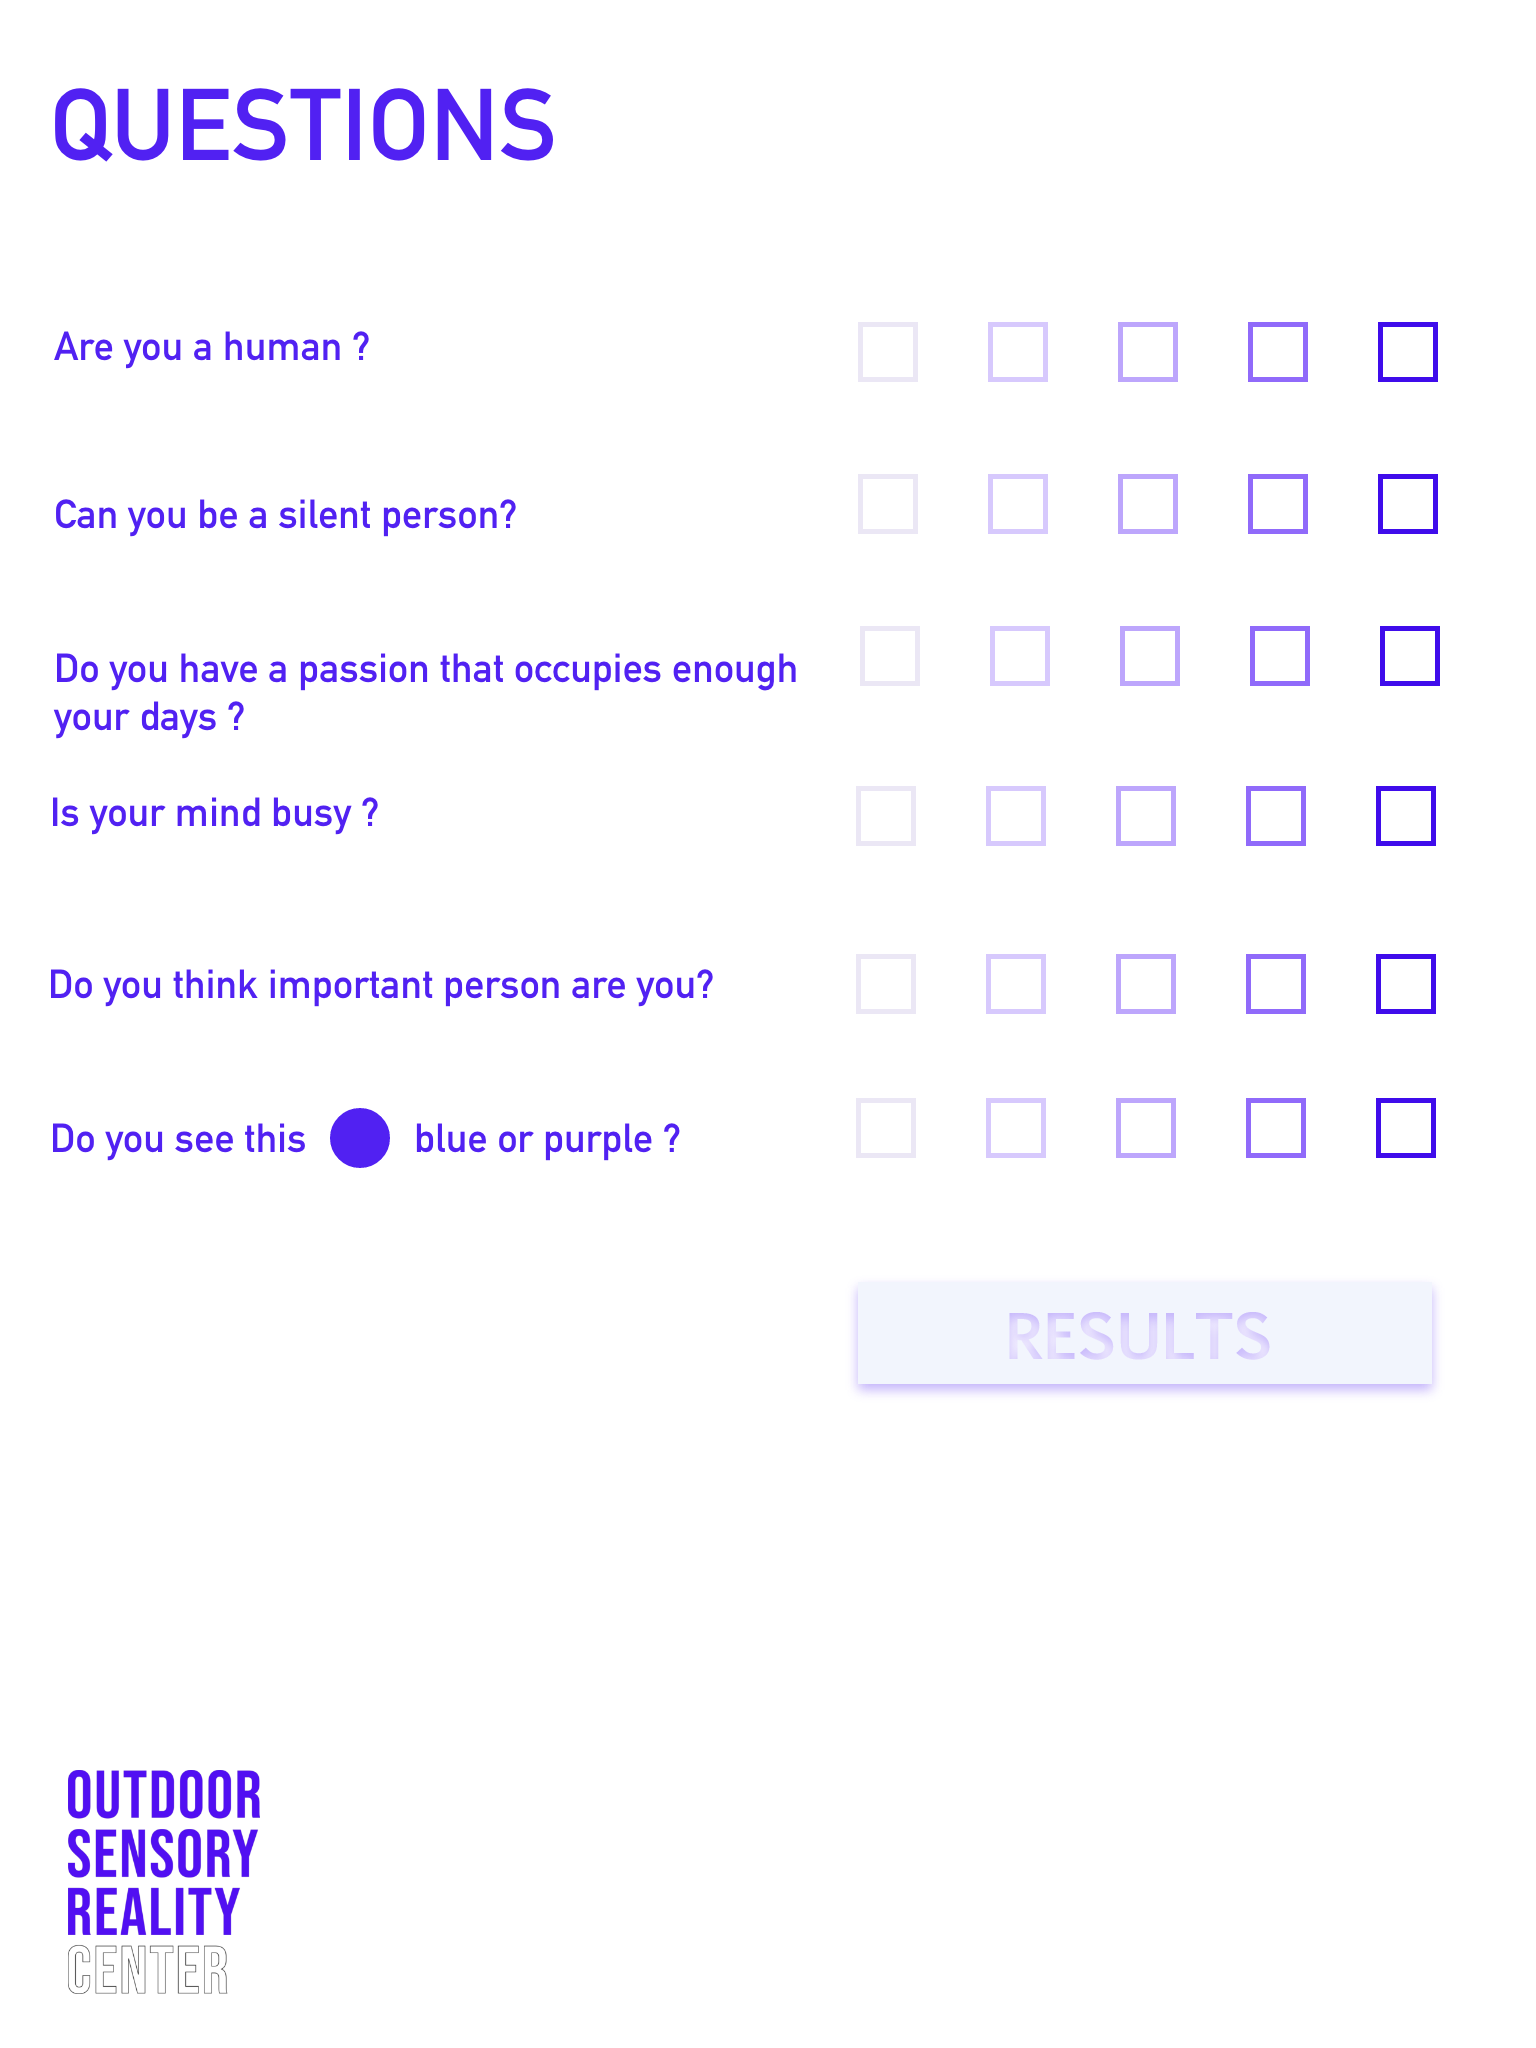 QUESTIONS
Are you a human ?
Can you be a silent person?
Do you have a passion that occupies enough
your days ?
Is your mind busy ?
Do you think important person are you?
Do you see this blue or purple ?
RESULTS
OUTDOOR
SENSORY
REALITY
CENTER